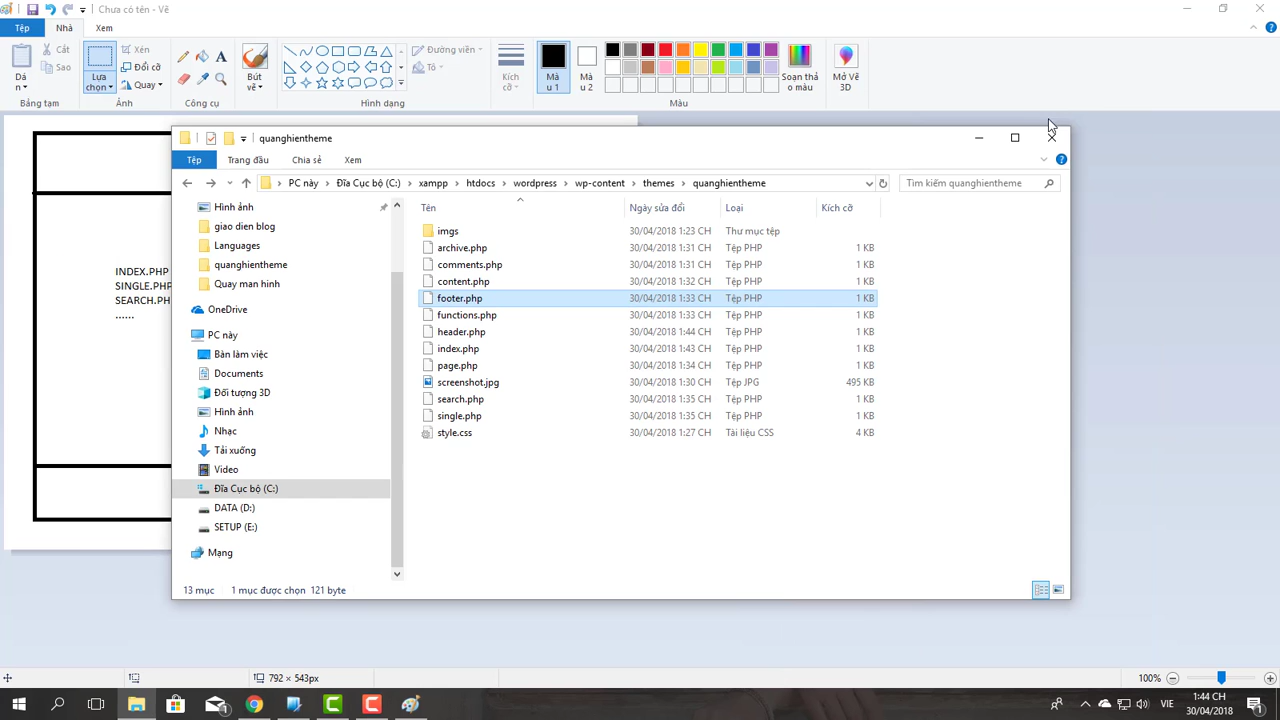 Chưa có tên - Vẽ
Tệp Nhà Xem
Dán
Cắt
Sao
Bảng tạm
Lựa chọn
Xén
Đổi cỡ
Quay
Ảnh
Công cụ
Bút vẽ
Đường viền
Tô
Hình dạng
Kích cỡ
Màu 1
Màu 2
Soạn thảo màu
Màu
Mở Vẽ 3D
quanghientheme
Tệp Trang đầu Chia sẻ Xem
PC này Đĩa Cục bộ (C:) xampp htdocs wordpress wp-content themes quanghientheme
Tìm kiếm quanghientheme
Tên Ngày sửa đổi Loại Kích cỡ
Hình ảnh
giao dien blog
Languages
quanghientheme
Quay man hinh
OneDrive
PC này
Bàn làm việc
Documents
Đối tượng 3D
Hình ảnh
Nhạc
Tải xuống
Video
Đĩa Cục bộ (C:)
DATA (D:)
SETUP (E:)
Mạng
imgs 30/04/2018 1:23 CH Thư mục tệp
archive.php 30/04/2018 1:31 CH Tệp PHP 1 KB
comments.php 30/04/2018 1:31 CH Tệp PHP 1 KB
content.php 30/04/2018 1:32 CH Tệp PHP 1 KB
footer.php 30/04/2018 1:33 CH Tệp PHP 1 KB
functions.php 30/04/2018 1:33 CH Tệp PHP 1 KB
header.php 30/04/2018 1:44 CH Tệp PHP 1 KB
index.php 30/04/2018 1:43 CH Tệp PHP 1 KB
page.php 30/04/2018 1:34 CH Tệp PHP 1 KB
screenshot.jpg 30/04/2018 1:30 CH Tệp JPG 495 KB
search.php 30/04/2018 1:35 CH Tệp PHP 1 KB
single.php 30/04/2018 1:35 CH Tệp PHP 1 KB
style.css 30/04/2018 1:27 CH Tài liệu CSS 4 KB
13 mục 1 mục được chọn 121 byte
INDEX.PHP
SINGLE.PHP
SEARCH.PH
......
792 × 543px
100%
VIE
1:44 CH
30/04/2018